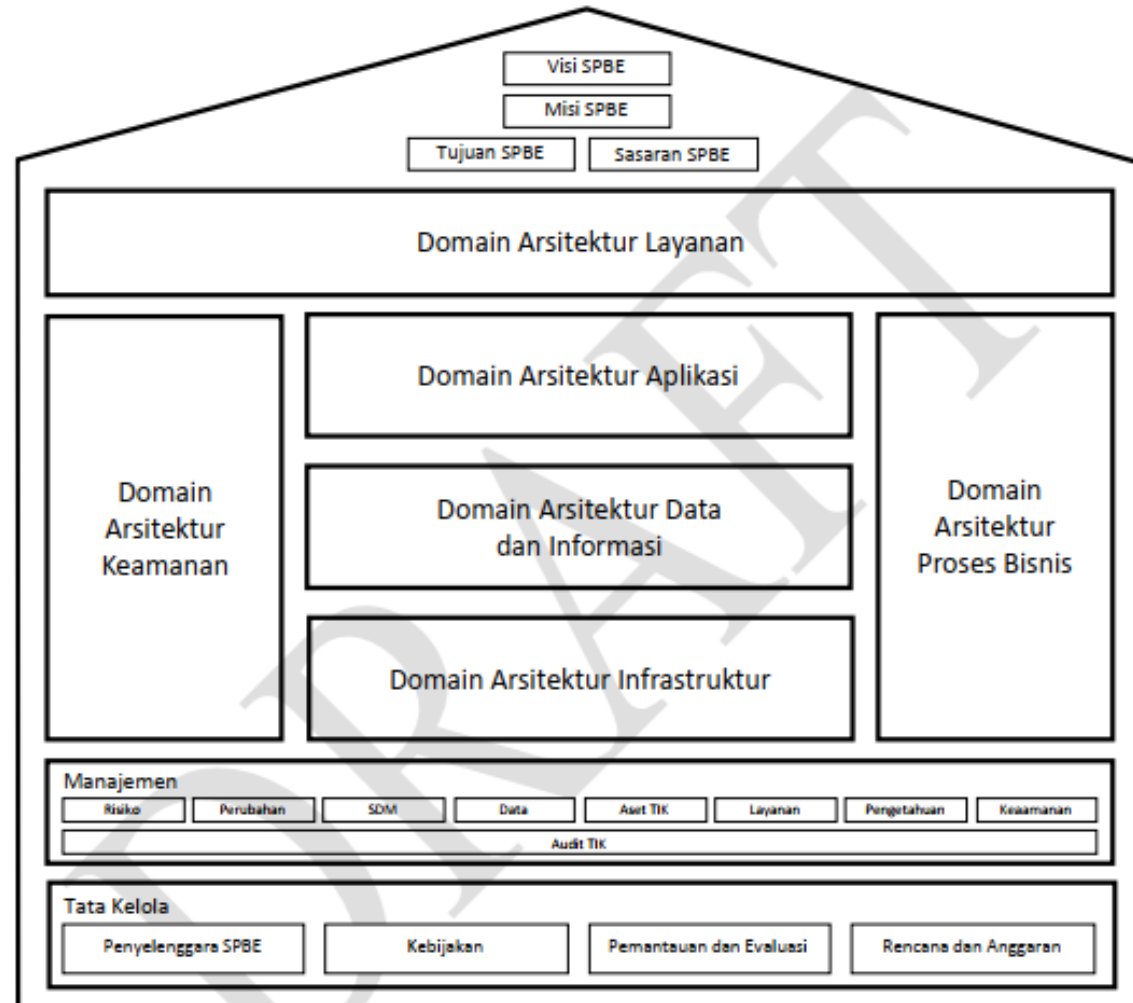 Visi SPBE
Misi SPBE
Tujuan SPBE
Sasaran SPBE
Domain Arsitektur Layanan
Domain
Arsitektur
Keamanan
Domain Arsitektur Aplikasi
Domain Arsitektur Data
dan Informasi
Domain Arsitektur Infrastruktur
Domain
Arsitektur
Proses Bisnis
Manajemen
Risiko
Perubahan
SDM
Data
Aset TIK
Layanan
Pengetahuan
Keaamanan
Audit TIK
Tata Kelola
Penyelenggara SPBE
Kebijakan
Pemantauan dan Evaluasi
Rencana dan Anggaran
DRAFT